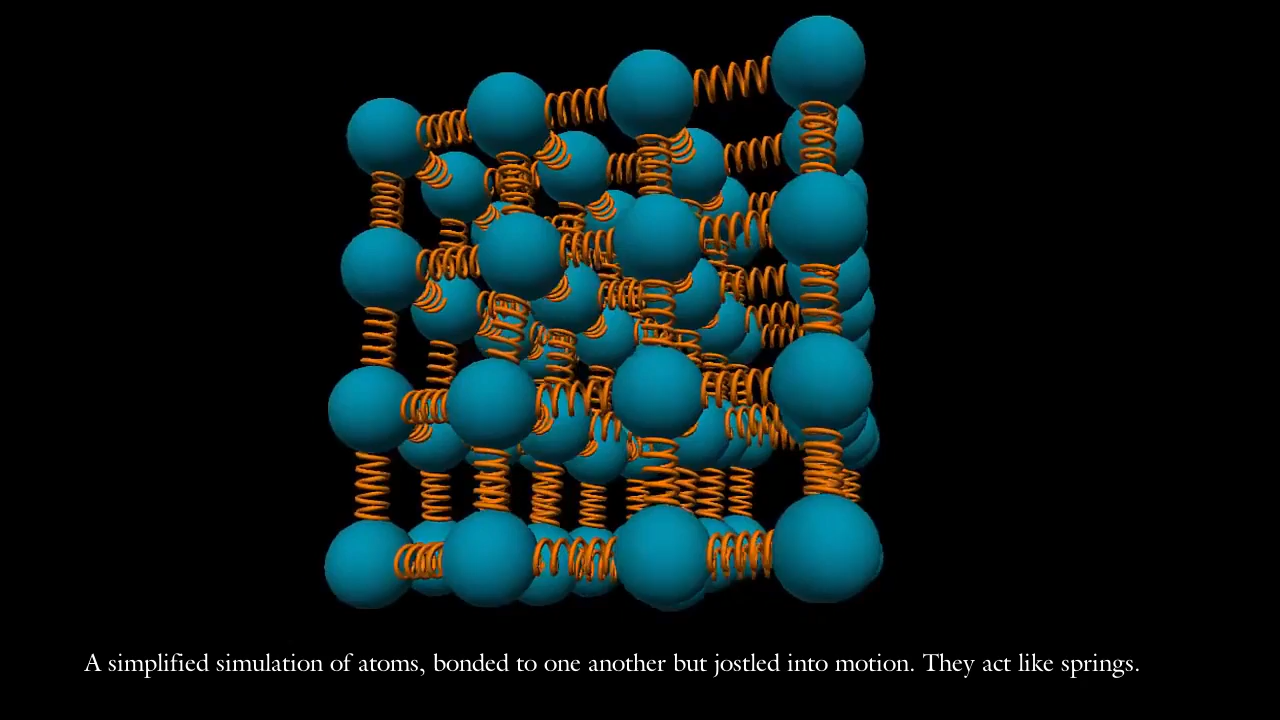 A simplified simulation of atoms, bonded to one another but jostled into motion. They act like springs.